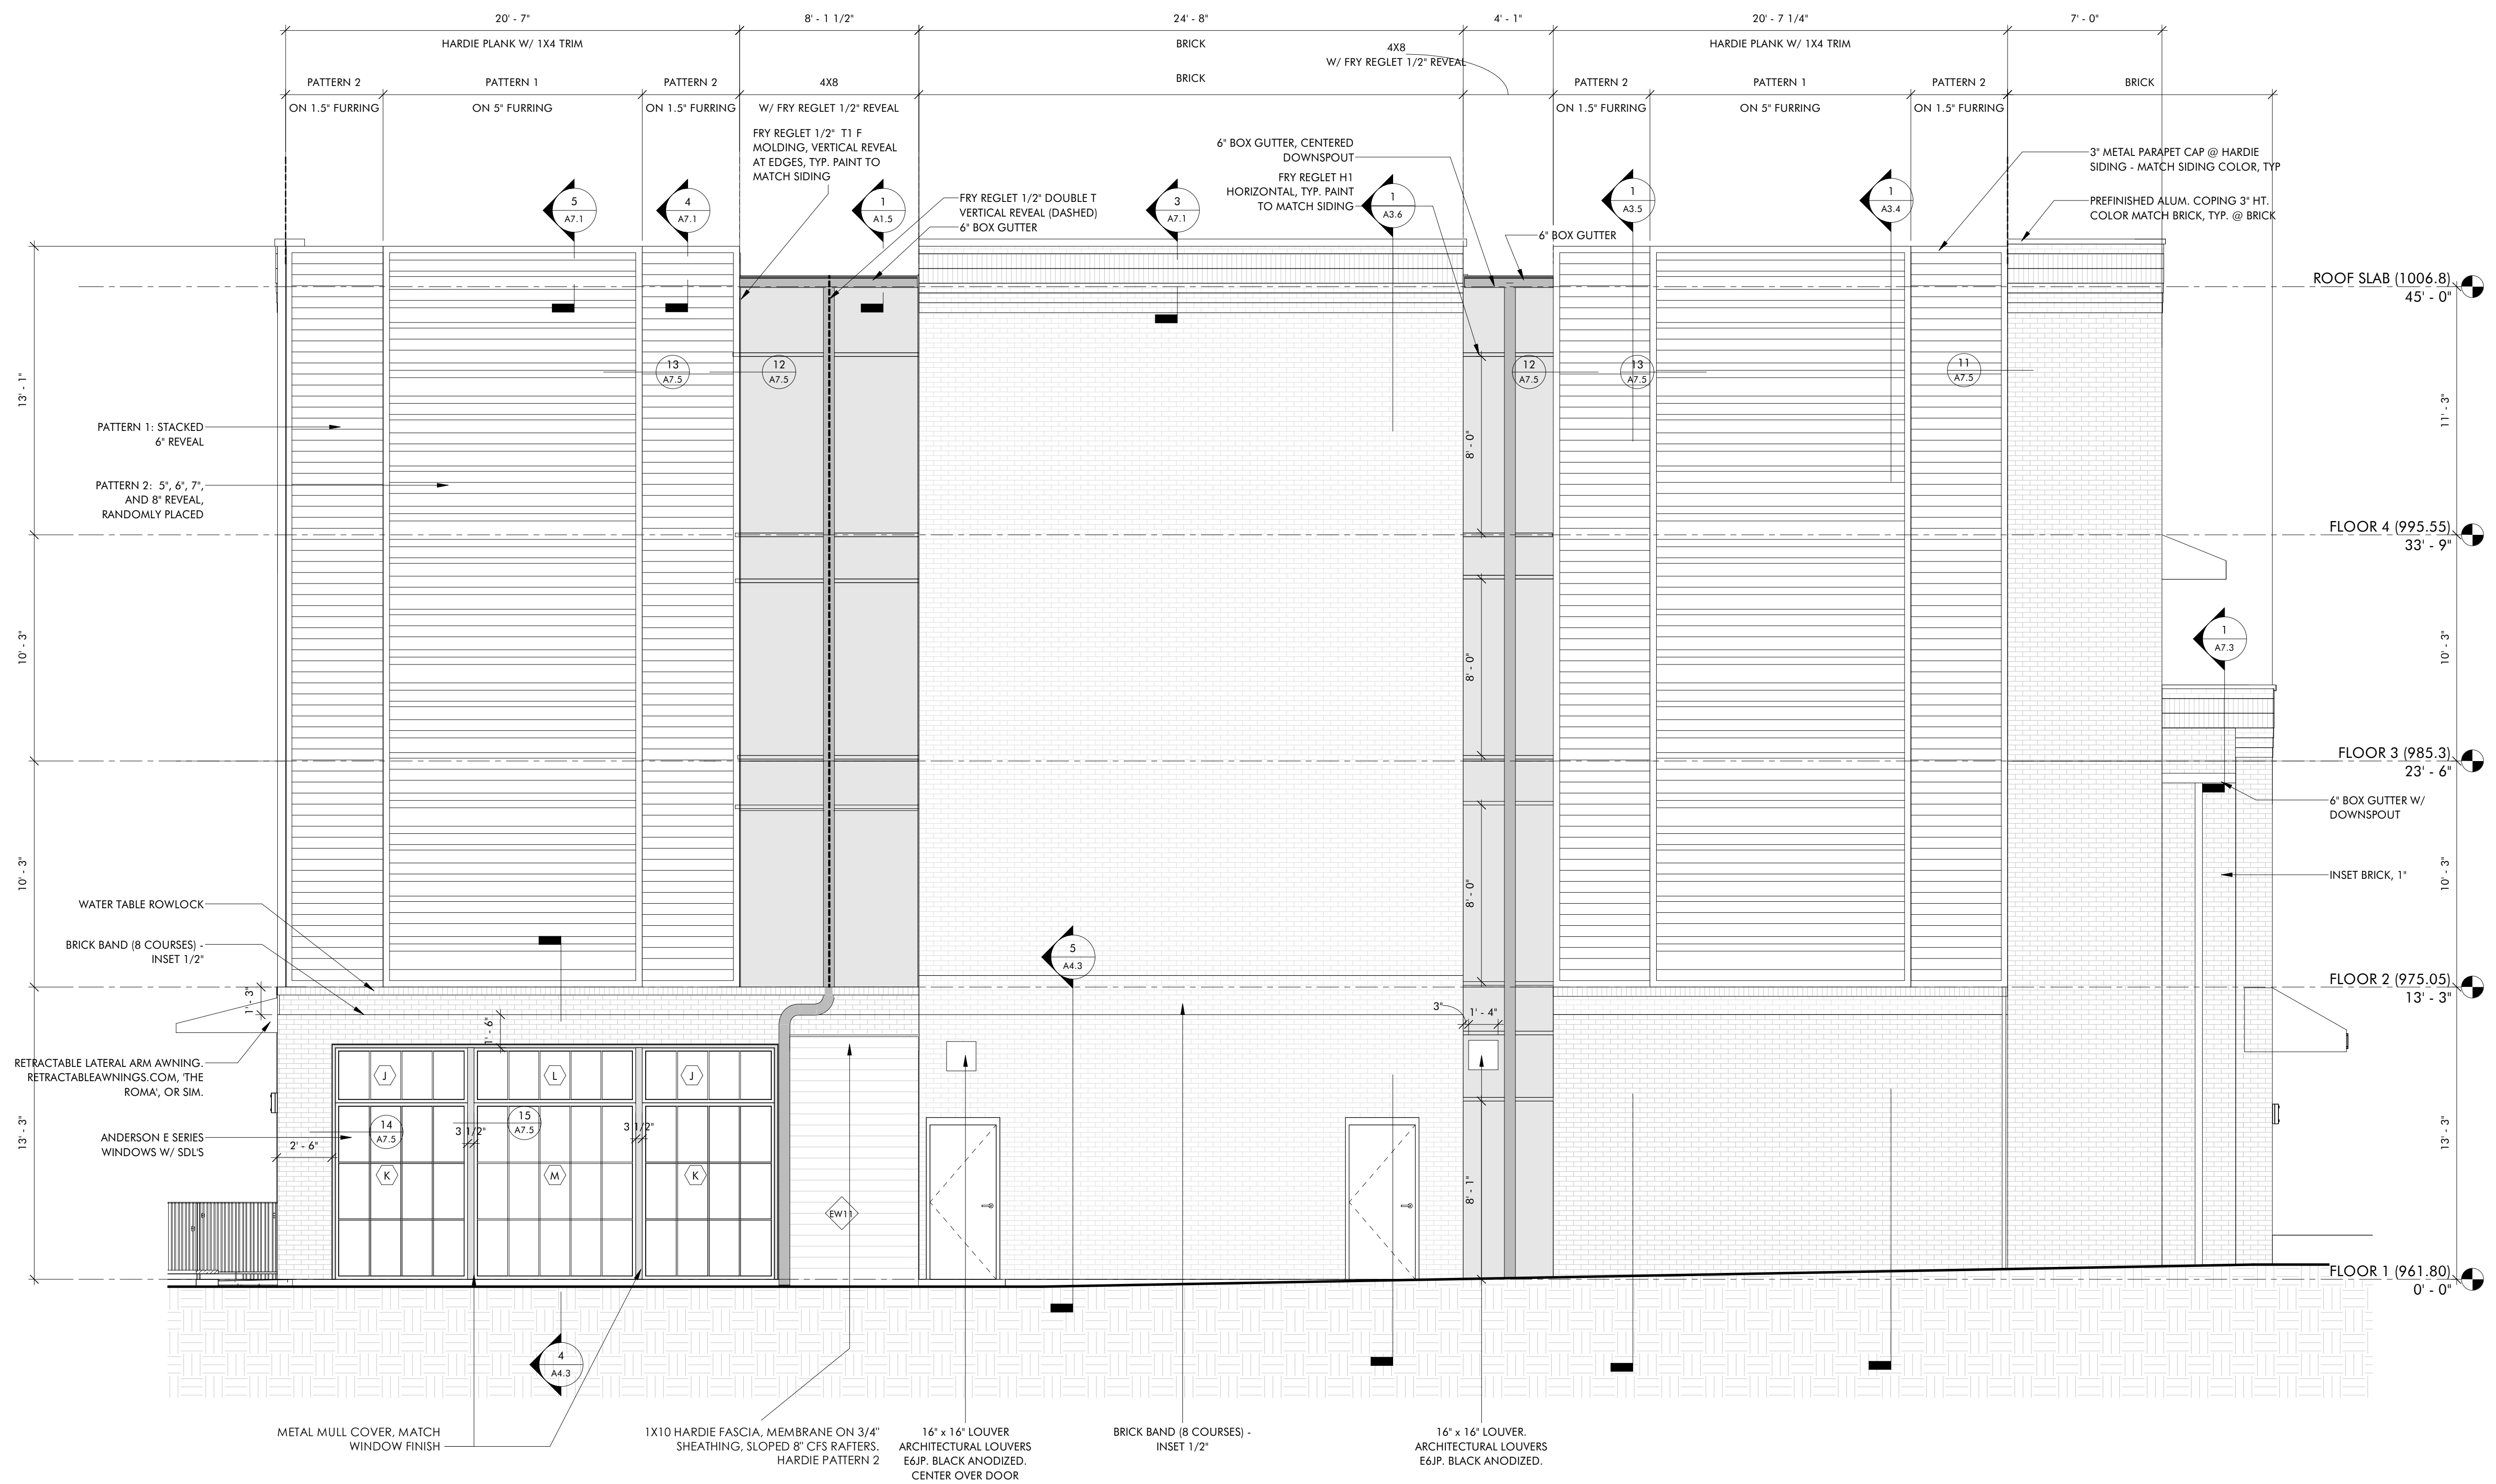 20' - 7"
8' - 1 1/2"
24' - 8"
4' - 1"
20' - 7 1/4"
7' - 0"
HARDIE PLANK W/ 1X4 TRIM
BRICK
4X8
W/ FRY REGLET 1/2" REVEAL
HARDIE PLANK W/ 1X4 TRIM
PATTERN 2
PATTERN 1
PATTERN 2
4X8
BRICK
PATTERN 2
PATTERN 1
PATTERN 2
BRICK
ON 1.5" FURRING
ON 5" FURRING
ON 1.5" FURRING
W/ FRY REGLET 1/2" REVEAL
ON 1.5" FURRING
ON 5" FURRING
ON 1.5" FURRING
FRY REGLET 1/2" T1 F
MOLDING, VERTICAL REVEAL
AT EDGES, TYP. PAINT TO
MATCH SIDING
6" BOX GUTTER, CENTERED
DOWNSPOUT
FRY REGLET H1
HORIZONTAL, TYP. PAINT
TO MATCH SIDING
3" METAL PARAPET CAP @ HARDIE
SIDING - MATCH SIDING COLOR, TYP
PREFINISHED ALUM. COPING 3" HT.
COLOR MATCH BRICK, TYP. @ BRICK
5
A7.1
4
A7.1
1
A1.5
FRY REGLET 1/2" DOUBLE T
VERTICAL REVEAL (DASHED)
6" BOX GUTTER
3
A7.1
1
A3.6
1
A3.5
1
A3.4
6" BOX GUTTER
ROOF SLAB (1006.8)
45' - 0"
13
A7.5
12
A7.5
12
A7.5
13
A7.5
11
A7.5
13' - 1"
11' - 3"
8' - 0"
PATTERN 1: STACKED
6" REVEAL
PATTERN 2: 5", 6", 7",
AND 8" REVEAL,
RANDOMLY PLACED
FLOOR 4 (995.55)
33' - 9"
1
A7.3
10' - 3"
8' - 0"
10' - 3"
FLOOR 3 (985.3)
23' - 6"
6" BOX GUTTER W/
DOWNSPOUT
INSET BRICK, 1"
10' - 3"
8' - 0"
10' - 3"
WATER TABLE ROWLOCK
BRICK BAND (8 COURSES) -
INSET 1/2"
5
A4.3
FLOOR 2 (975.05)
13' - 3"
1' - 3"
1' - 6"
3"
1' - 4"
RETRACTABLE LATERAL ARM AWNING.
RETRACTABLEAWNINGS.COM, 'THE
ROMA', OR SIM.
J
L
J
14
A7.5
15
A7.5
3 1/2"
3 1/2"
ANDERSON E SERIES
WINDOWS W/ SDL'S
2' - 6"
13' - 3"
13' - 3"
K
M
K
8' - 1"
EW11
FLOOR 1 (961.80)
0' - 0"
4
A4.3
METAL MULL COVER, MATCH
WINDOW FINISH
1X10 HARDIE FASCIA, MEMBRANE ON 3/4"
SHEATHING, SLOPED 8" CFS RAFTERS.
HARDIE PATTERN 2
16" x 16" LOUVER
ARCHITECTURAL LOUVERS
E6JP. BLACK ANODIZED.
CENTER OVER DOOR
BRICK BAND (8 COURSES) -
INSET 1/2"
16" x 16" LOUVER.
ARCHITECTURAL LOUVERS
E6JP. BLACK ANODIZED.